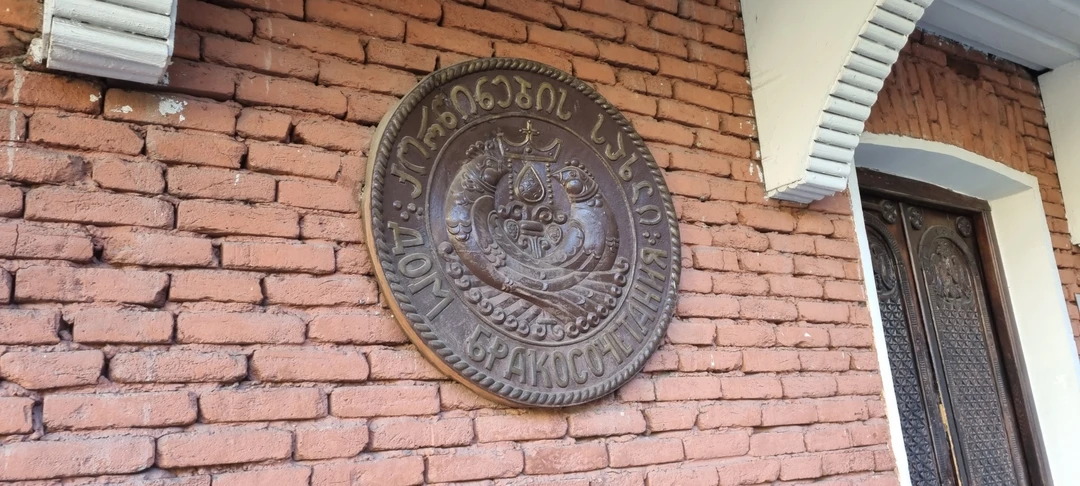 ქორწინების სახლი
ДОМ БРАКОСОЧЕТАНИЯ